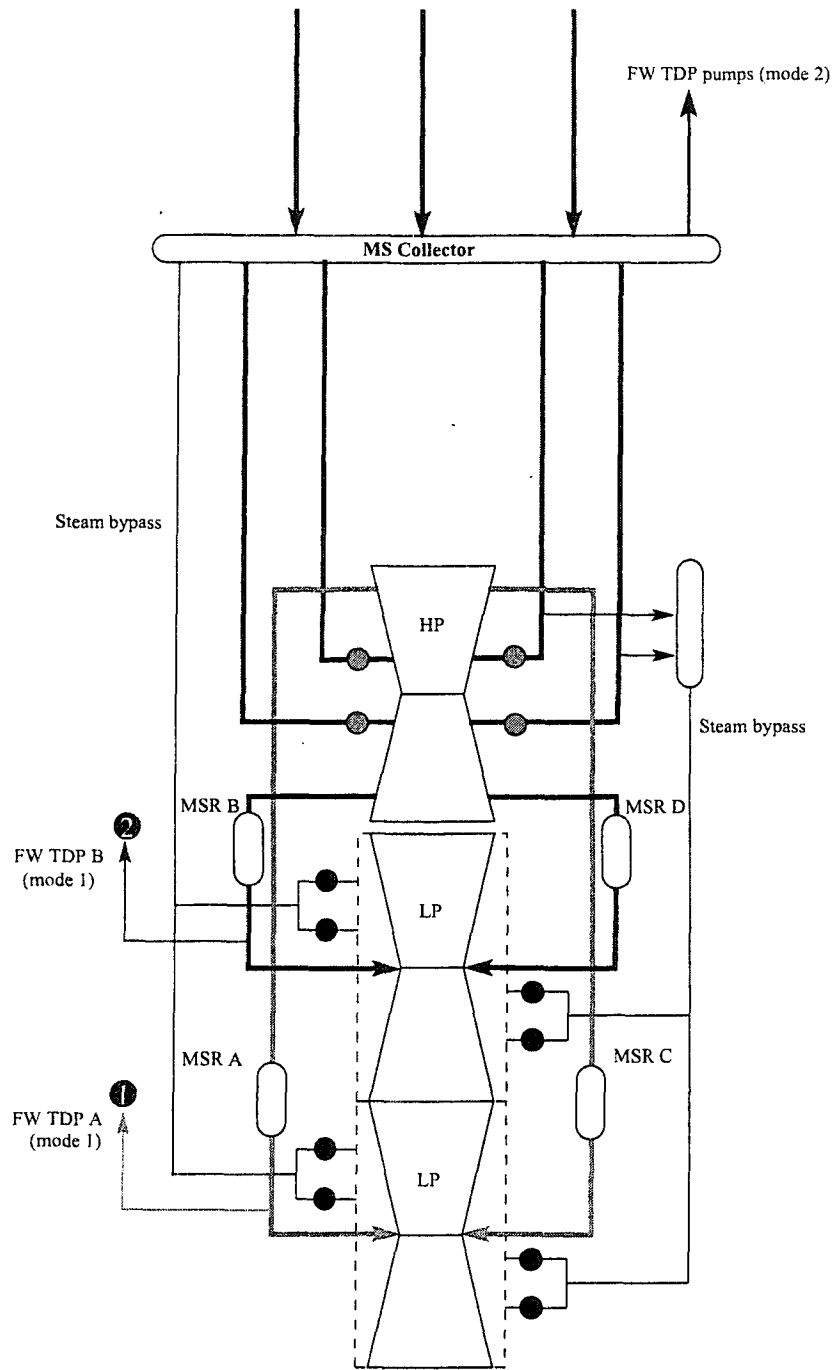 FW TDP pumps (mode 2)
MS Collector
Steam bypass
HP
Steam bypass
MSR B
MSR D
2
FW TDP B
(mode 1)
LP
MSR A
MSR C
1
FW TDP A
(mode 1)
LP